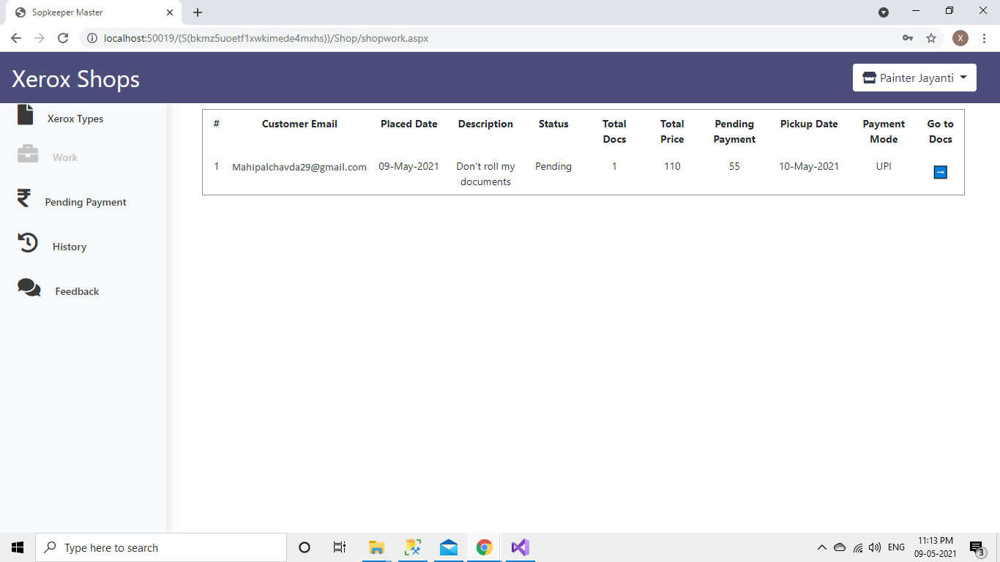 Sopkeeper Master
localhost:50019/(S(bkmz5uoetf1xwkimede4mxhs))/Shop/shopwork.aspx
X
Xerox Shops
Painter Jayanti
Xerox Types
Work
Pending Payment
History
Feedback
# Customer Email Placed Date Description Status Total Docs Total Price Pending Payment Pickup Date Payment Mode Go to Docs
1 Mahipalchavda29@gmail.com 09-May-2021 Don't roll my documents Pending 1 110 55 10-May-2021 UPI
Type here to search
ENG
11:13 PM
09-05-2021
3